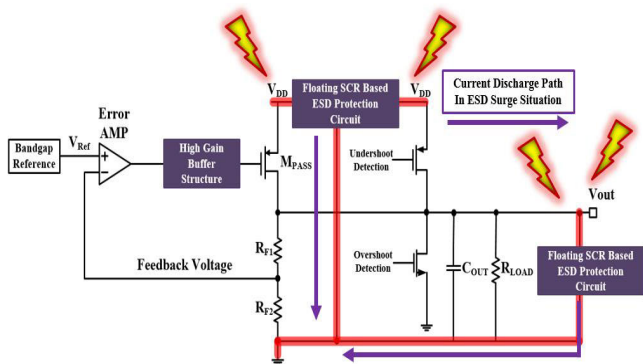 V_DD
Floating SCR Based
ESD Protection
Circuit
V_DD
Current Discharge Path
In ESD Surge Situation
Error
AMP
Bandgap
Reference
V_Ref
+
−
High Gain
Buffer
Structure
M_PASS
Undershoot
Detection
Vout
R_F1
Feedback Voltage
Overshoot
Detection
C_OUT
R_LOAD
Floating SCR Based
ESD Protection
Circuit
R_F2